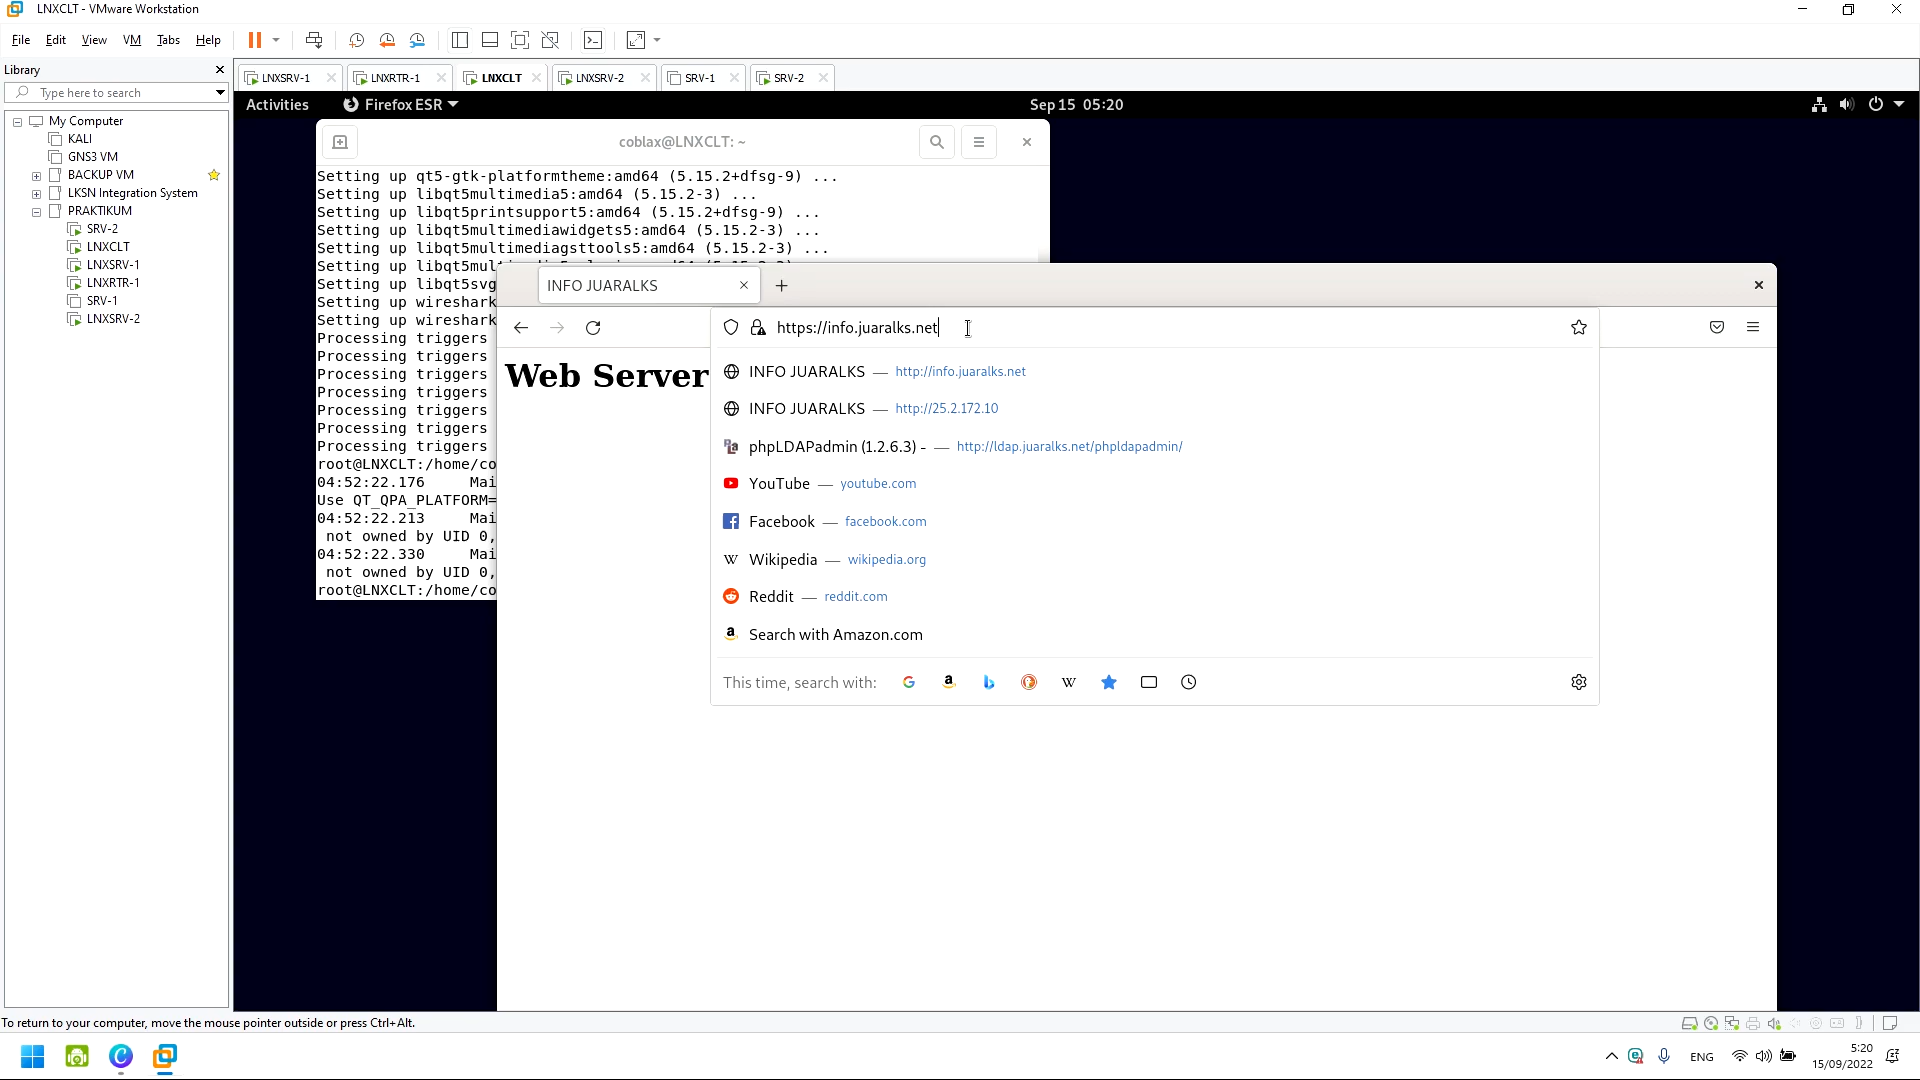 LNXCLT - VMware Workstation
File Edit View VM Tabs Help
Library
Type here to search
My Computer
KALI
GNS3 VM
BACKUP VM
LKSN Integration System
PRAKTIKUM
SRV-2
LNXCLT
LNXSRV-1
LNXRTR-1
SRV-1
LNXSRV-2
LNXSRV-1 LNXRTR-1 LNXCLT LNXSRV-2 SRV-1 SRV-2
Activities Firefox ESR Sep 15 05:20
coblax@LNXCLT: ~
Setting up qt5-gtk-platformtheme:amd64 (5.15.2+dfsg-9) ...
Setting up libqt5multimedia5:amd64 (5.15.2-3) ...
Setting up libqt5printsupport5:amd64 (5.15.2+dfsg-9) ...
Setting up libqt5multimediawidgets5:amd64 (5.15.2-3) ...
Setting up libqt5multimediagsttools5:amd64 (5.15.2-3) ...
Setting up libqt5mul
Setting up libqt5svg
Setting up wireshark
Setting up wireshark
Processing triggers
Processing triggers
Processing triggers
Processing triggers
Processing triggers
Processing triggers
Processing triggers
root@LNXCLT:/home/co
04:52:22.176 Mai
Use QT_QPA_PLATFORM=
04:52:22.213 Mai
not owned by UID 0,
04:52:22.330 Mai
not owned by UID 0,
root@LNXCLT:/home/co
INFO JUARALKS
https://info.juaralks.net
Web Server
INFO JUARALKS — http://info.juaralks.net
INFO JUARALKS — http://25.2.172.10
phpLDAPadmin (1.2.6.3) - — http://ldap.juaralks.net/phpldapadmin/
YouTube — youtube.com
Facebook — facebook.com
Wikipedia — wikipedia.org
Reddit — reddit.com
Search with Amazon.com
This time, search with:
To return to your computer, move the mouse pointer outside or press Ctrl+Alt.
ENG
5:20
15/09/2022